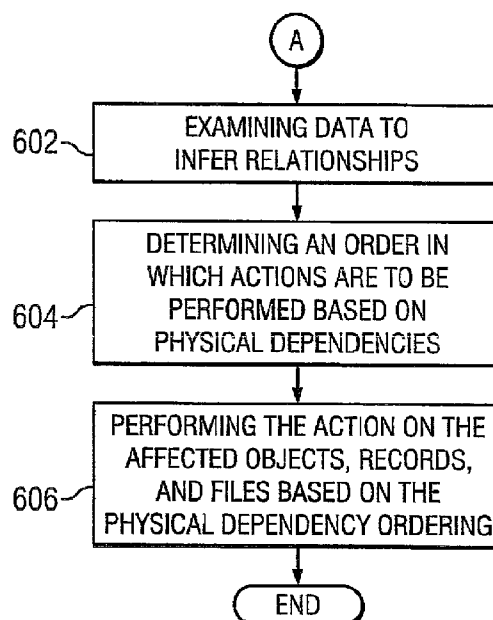 A
602
EXAMINING DATA TO
INFER RELATIONSHIPS
604
DETERMINING AN ORDER IN
WHICH ACTIONS ARE TO BE
PERFORMED BASED ON
PHYSICAL DEPENDENCIES
606
PERFORMING THE ACTION ON THE
AFFECTED OBJECTS, RECORDS,
AND FILES BASED ON THE
PHYSICAL DEPENDENCY ORDERING
END